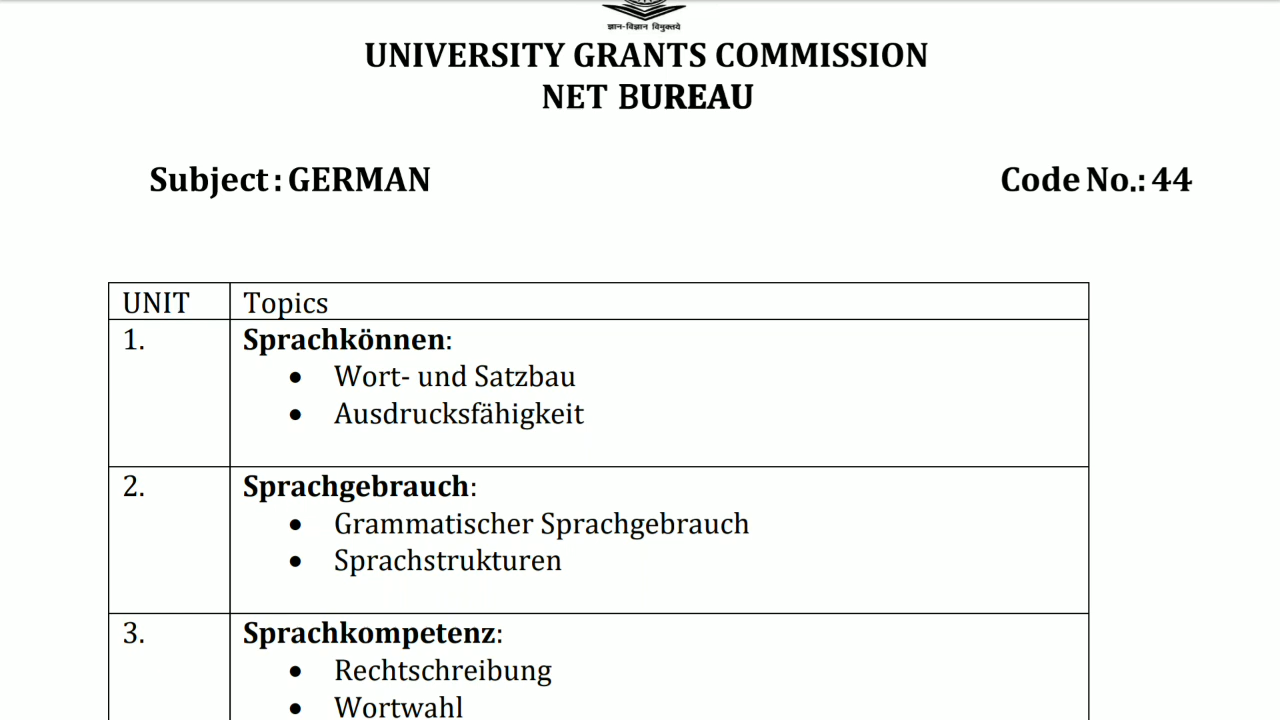 ज्ञान-विज्ञान विमुक्तये
UNIVERSITY GRANTS COMMISSION
NET BUREAU
Subject : GERMAN Code No.: 44
UNIT Topics
1. Sprachkönnen:
• Wort- und Satzbau
• Ausdrucksfähigkeit
2. Sprachgebrauch:
• Grammatischer Sprachgebrauch
• Sprachstrukturen
3. Sprachkompetenz:
• Rechtschreibung
• Wortwahl